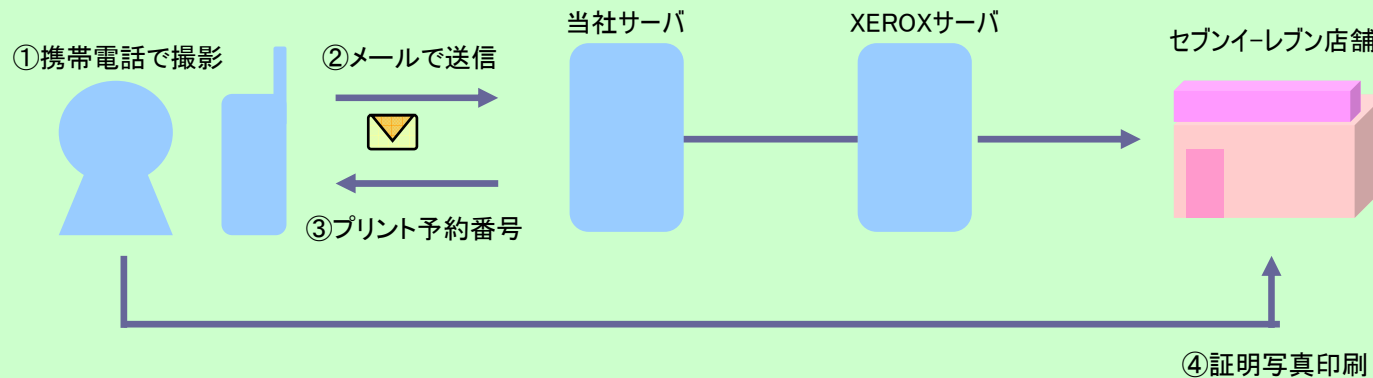 当社サーバ
XEROXサーバ
セブンイーレブン店舗
①携帯電話で撮影
②メールで送信
③プリント予約番号
④証明写真印刷